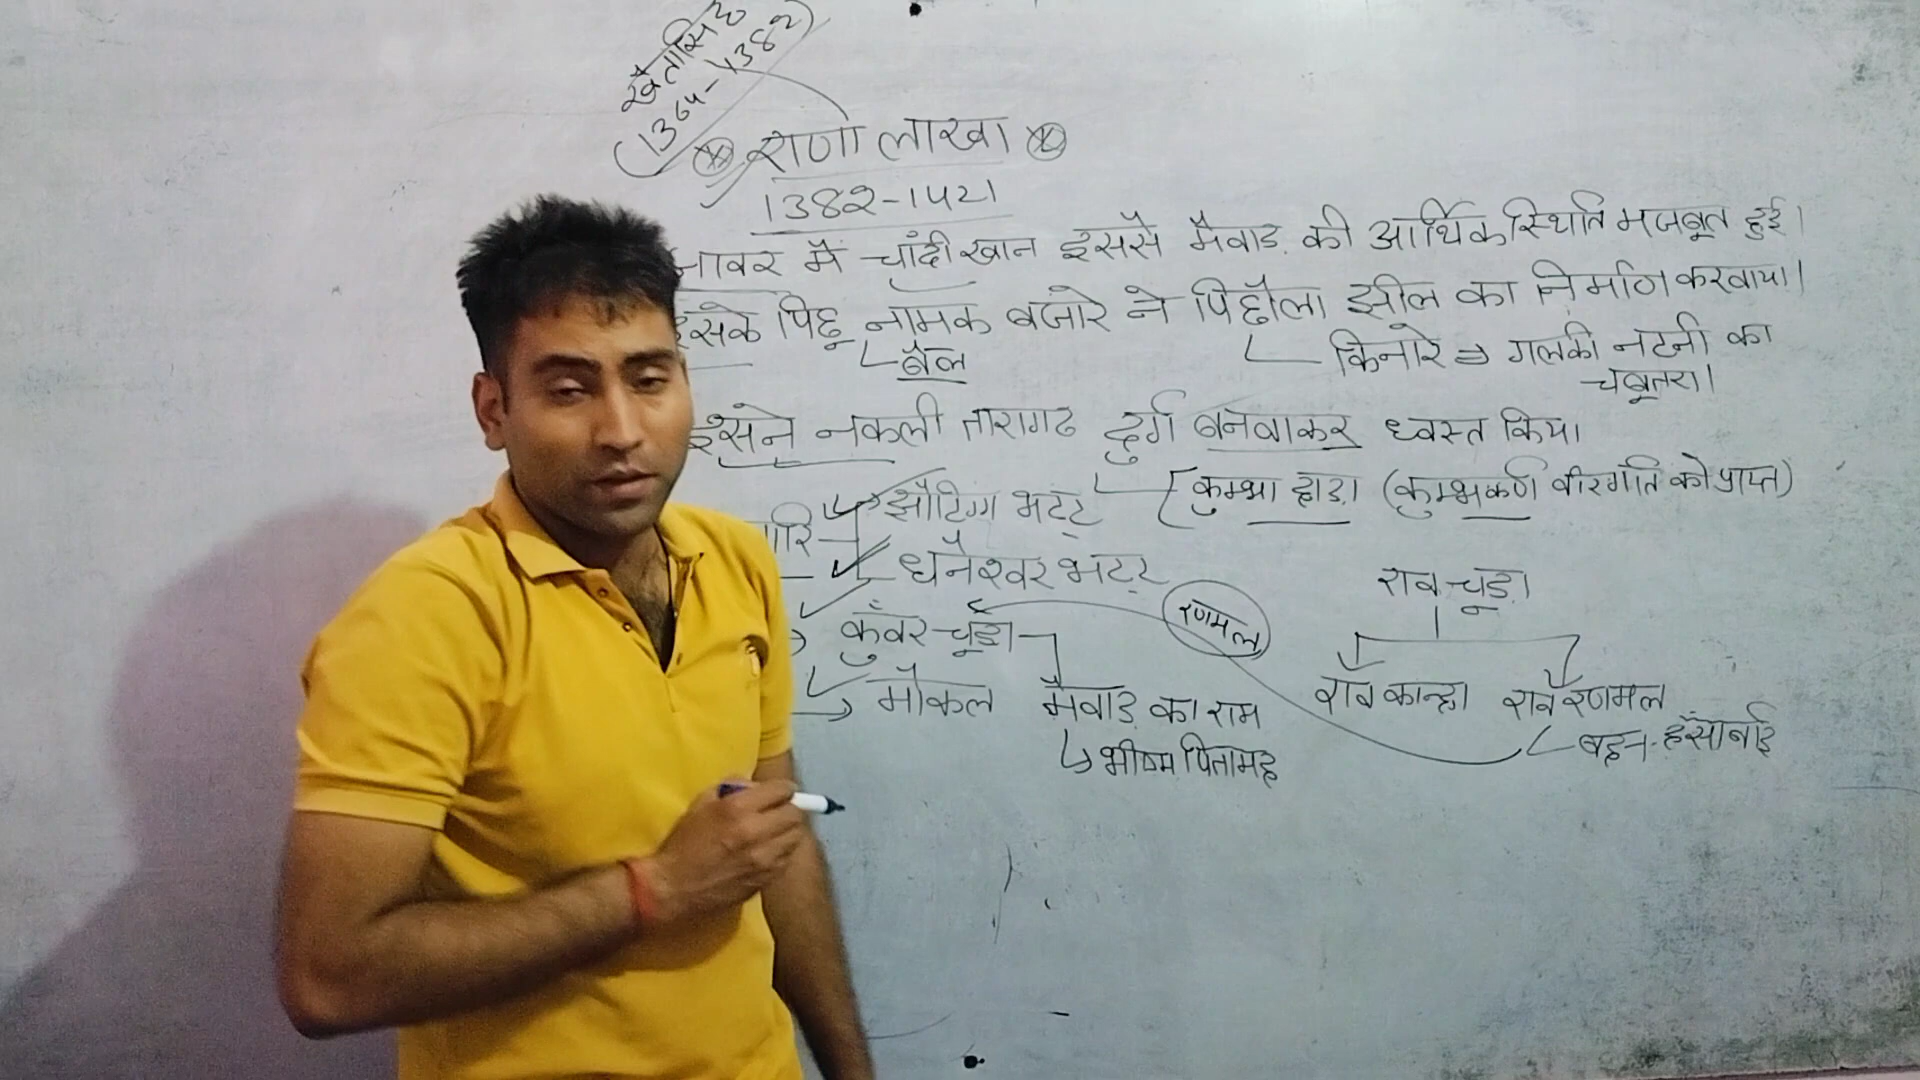 खेतासिंह
(1364-1382)
राणा लाखा
1382-1421
जावर में चांदी खान इससे मेवाड़ की आर्थिक स्थिति मजबूत हुई।
इसके पिछू नामक बंजारे ने पिछौला झील का निर्माण करवाया।
बैल
किनारे ⇒ गलकी नटनी का
चबूतरा।
इसने नकली तारागढ दुर्ग बनवाकर ध्वस्त किया
कुम्भा हाड़ा (कुम्भकर्ण वीरगति को प्राप्त)
झौटिंग भट्ट
धनेश्वर भट्ट
राव चूड़ा
कुँवर चूड़ा
रणमल
मौकल
मेवाड़ का राम
राव कान्हा
राव रणमल
भीष्म पितामह
बहन-हँसाबाई